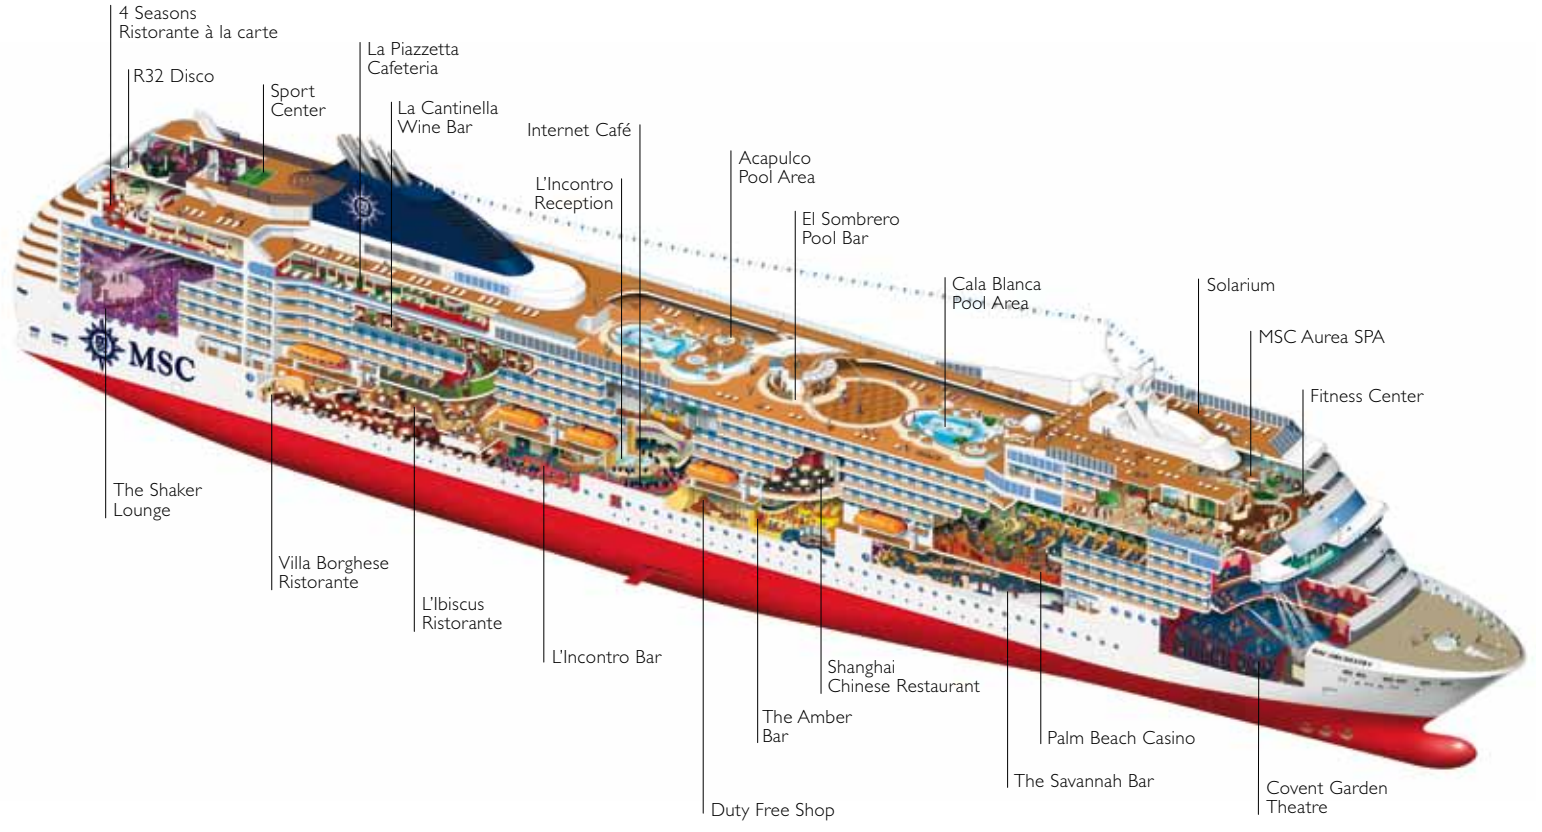 4 Seasons
Ristorante à la carte
R32 Disco
Sport
Center
La Piazzetta
Cafeteria
La Cantinella
Wine Bar
Internet Café
L'Incontro
Reception
Acapulco
Pool Area
El Sombrero
Pool Bar
Cala Blanca
Pool Area
Solarium
MSC Aurea SPA
Fitness Center
MSC
The Shaker
Lounge
Villa Borghese
Ristorante
L'Ibiscus
Ristorante
L'Incontro Bar
Shanghai
Chinese Restaurant
The Amber
Bar
Duty Free Shop
Palm Beach Casino
The Savannah Bar
Covent Garden
Theatre